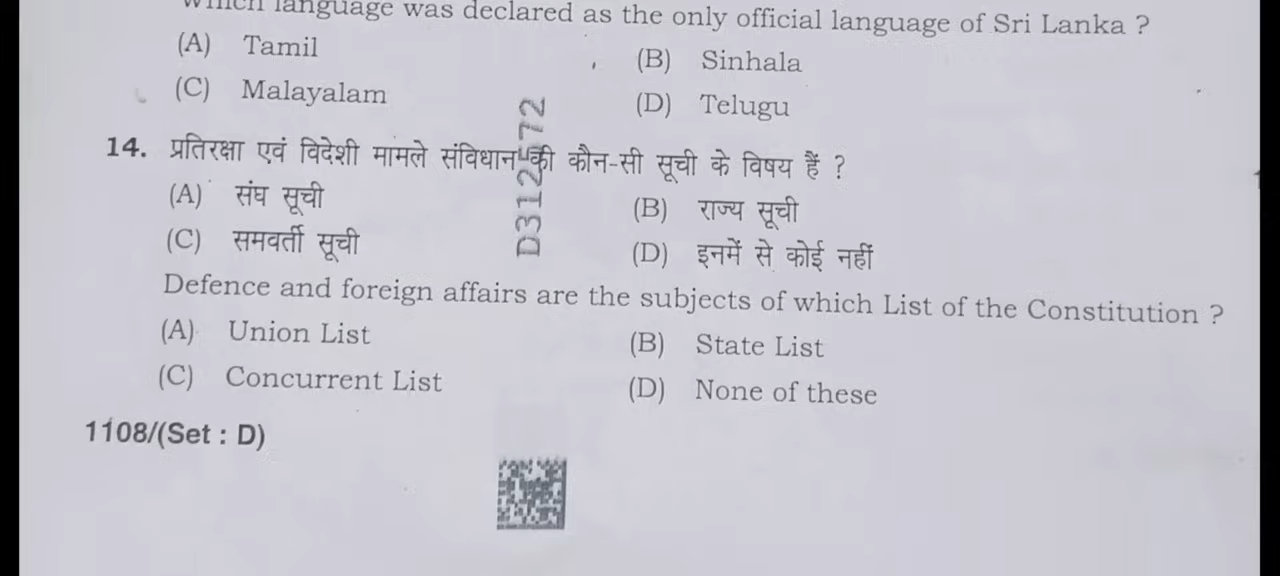 Which language was declared as the only official language of Sri Lanka ?
(A) Tamil (B) Sinhala
(C) Malayalam (D) Telugu
14. प्रतिरक्षा एवं विदेशी मामले संविधान की कौन-सी सूची के विषय हैं ?
(A) संघ सूची (B) राज्य सूची
(C) समवर्ती सूची (D) इनमें से कोई नहीं
Defence and foreign affairs are the subjects of which List of the Constitution ?
(A) Union List (B) State List
(C) Concurrent List (D) None of these
1108/(Set : D)